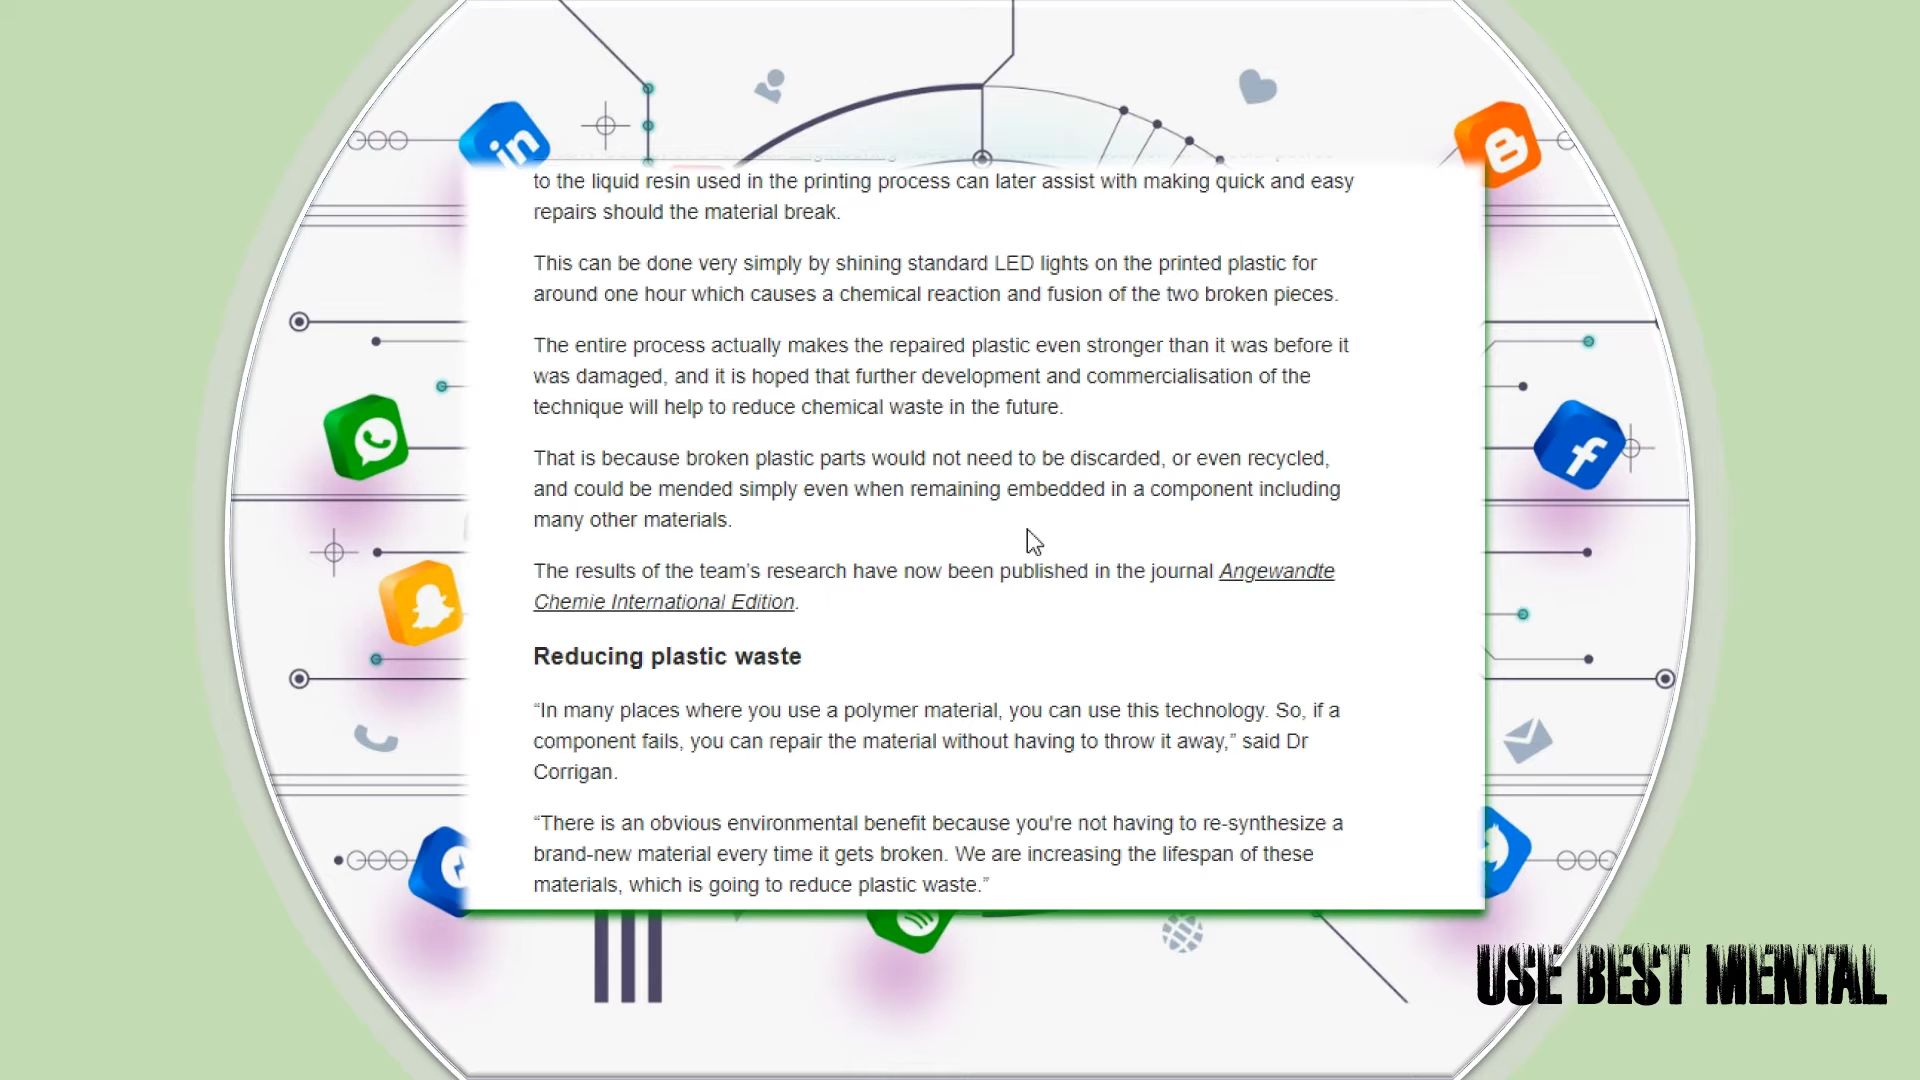 to the liquid resin used in the printing process can later assist with making quick and easy
repairs should the material break.
This can be done very simply by shining standard LED lights on the printed plastic for
around one hour which causes a chemical reaction and fusion of the two broken pieces.
The entire process actually makes the repaired plastic even stronger than it was before it
was damaged, and it is hoped that further development and commercialisation of the
technique will help to reduce chemical waste in the future.
That is because broken plastic parts would not need to be discarded, or even recycled,
and could be mended simply even when remaining embedded in a component including
many other materials.
The results of the team’s research have now been published in the journal Angewandte
Chemie International Edition.
Reducing plastic waste
“In many places where you use a polymer material, you can use this technology. So, if a
component fails, you can repair the material without having to throw it away,” said Dr
Corrigan.
“There is an obvious environmental benefit because you're not having to re-synthesize a
brand-new material every time it gets broken. We are increasing the lifespan of these
materials, which is going to reduce plastic waste.”
USE BEST MENTAL